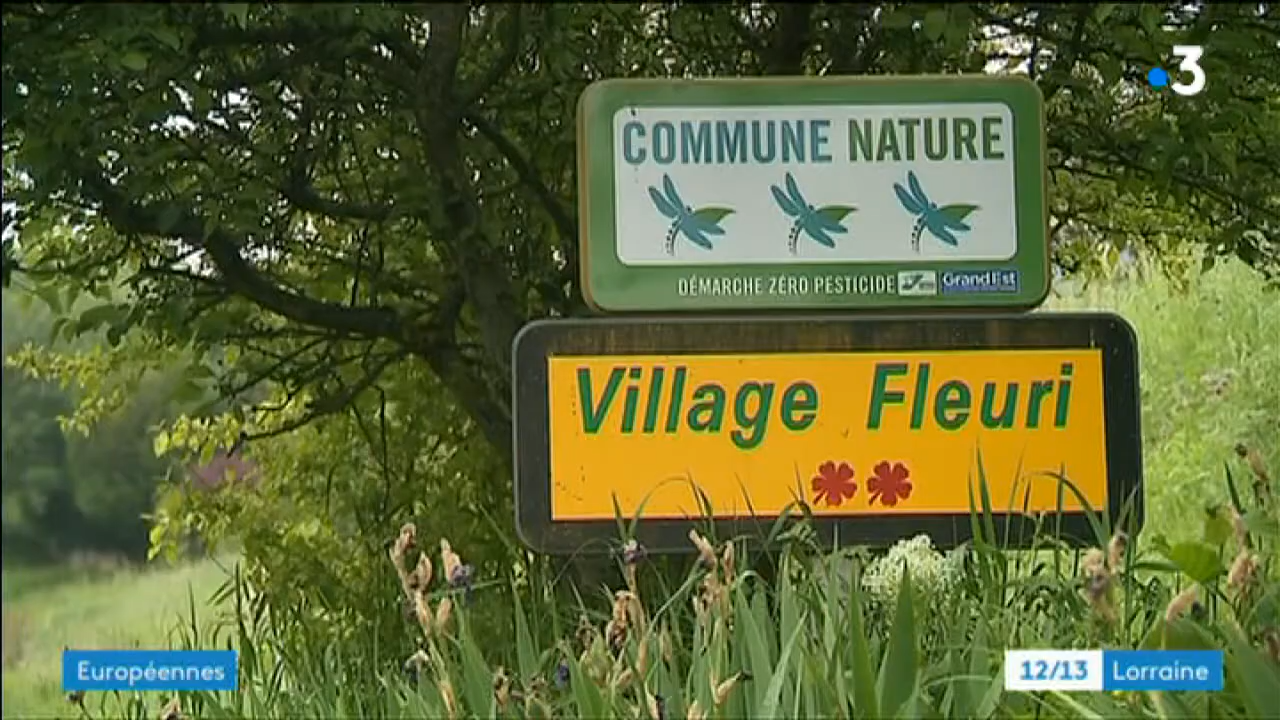 3
COMMUNE NATURE
DÉMARCHE ZÉRO PESTICIDE GrandEst
Village Fleuri
Européennes
12/13 Lorraine